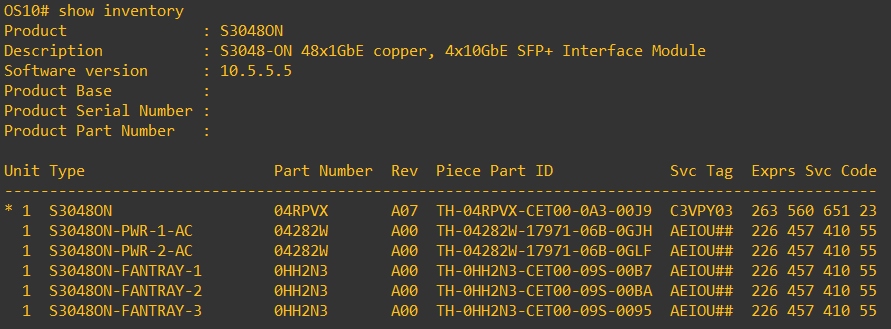 OS10# show inventory
Product              : S3048ON
Description          : S3048-ON 48x1GbE copper, 4x10GbE SFP+ Interface Module
Software version     : 10.5.5.5
Product Base         :
Product Serial Number :
Product Part Number  :
Unit Type                     Part Number  Rev  Piece Part ID             Svc Tag  Exprs Svc Code
----------------------------------------------------------------------------------------------
* 1  S3048ON                  04RPVX       A07  TH-04RPVX-CET00-0A3-00J9  C3VPY03  263 560 651 23
  1  S3048ON-PWR-1-AC         04282W       A00  TH-04282W-17971-06B-0GJH  AEIOU##  226 457 410 55
  1  S3048ON-PWR-2-AC         04282W       A00  TH-04282W-17971-06B-0GLF  AEIOU##  226 457 410 55
  1  S3048ON-FANTRAY-1        0HH2N3       A00  TH-0HH2N3-CET00-09S-00B7  AEIOU##  226 457 410 55
  1  S3048ON-FANTRAY-2        0HH2N3       A00  TH-0HH2N3-CET00-09S-00BA  AEIOU##  226 457 410 55
  1  S3048ON-FANTRAY-3        0HH2N3       A00  TH-0HH2N3-CET00-09S-0095  AEIOU##  226 457 410 55